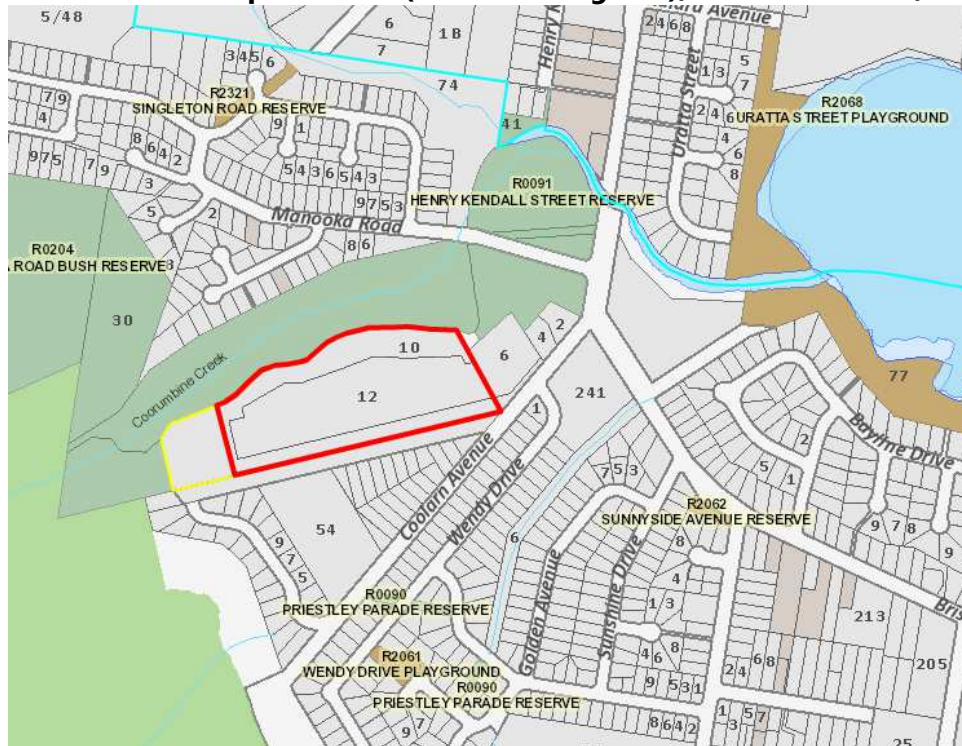 5/48
6
7
18
Henry K
Avenue
2 4 6 8
1 3
5
7
3 4 5 6
R2321
SINGLETON ROAD RESERVE
74
Uratta Street
2 4 6
R2068
URATTA STREET PLAYGROUND
7 9
4
9 1
41
8 6 4 2
9 7 5
7 9
3
5 4 3 6 5 4 3
4
6
8
R0091
HENRY KENDALL STREET RESERVE
5
2
9 7 5 3
Manooka Road
8 6
R0204
A ROAD BUSH RESERVE
30
Coorumbine Creek
10
12
6
4
2
241
77
1
Coolarn Avenue
Wendy Drive
Bayline Drive
2
5
1
7 5 3
R2062
SUNNYSIDE AVENUE RESERVE
9 7 8
9
54
6
9
7
5
8
4
1 3
R0090
PRIESTLEY PARADE RESERVE
Golden Avenue
Sunshine Drive
Bris
213
205
R2061
WENDY DRIVE PLAYGROUND
R0090
PRIESTLEY PARADE RESERVE
4 6
8
9 5 3 1
2 4
6 8
9
7
8 6 4 2
1
3
5 7
25